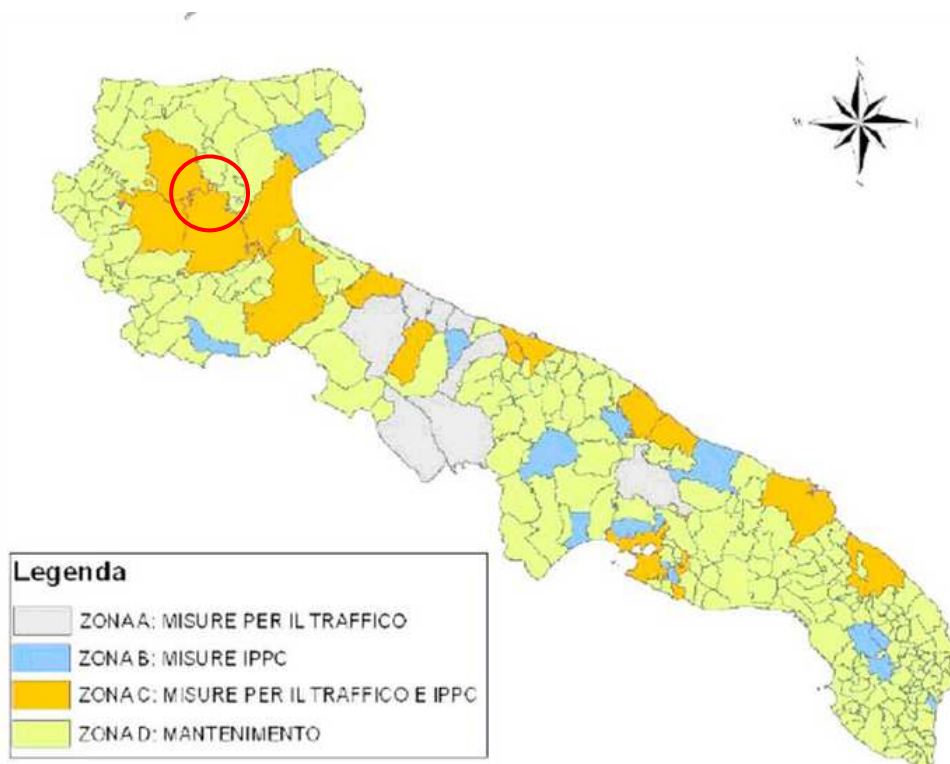 W
Legenda
ZONA A: MISURE PER IL TRAFFICO
ZONA B: MISURE IPPC
ZONA C: MISURE PER IL TRAFFICO E IPPC
ZONA D: MANTENIMENTO